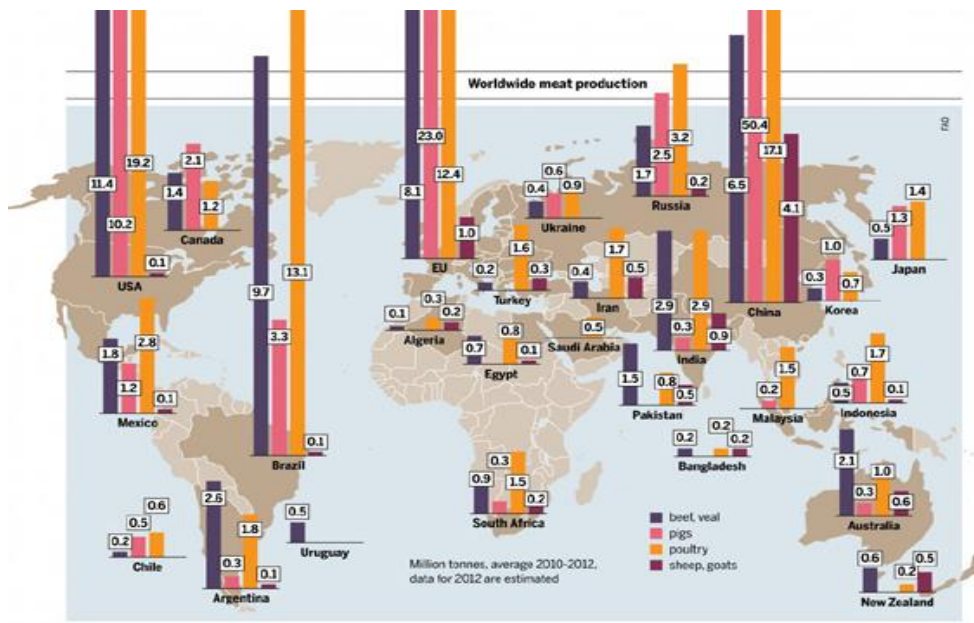 Worldwide meat production
FAO
11.4
10.2
19.2
0.1
USA
1.4
2.1
1.2
Canada
1.8
1.2
2.8
0.1
Mexico
9.7
3.3
13.1
0.1
Brazil
0.2
0.5
0.6
Chile
2.6
0.3
1.8
0.1
Argentina
0.5
Uruguay
8.1
23.0
12.4
1.0
EU
0.4
0.6
0.9
Ukraine
1.7
2.5
3.2
0.2
Russia
0.2
1.6
0.3
Turkey
0.4
1.7
0.5
Iran
0.1
0.3
0.2
Algeria
0.7
0.8
0.1
Egypt
0.5
Saudi Arabia
2.9
0.3
2.9
0.9
India
6.5
50.4
17.1
4.1
China
0.3
1.0
0.7
Korea
0.5
1.3
1.4
Japan
1.5
0.8
0.5
Pakistan
0.2
0.2
0.2
Bangladesh
0.2
1.5
Malaysia
0.5
0.7
1.7
0.1
Indonesia
0.9
0.3
1.5
0.2
South Africa
2.1
0.3
1.0
0.6
Australia
0.6
0.2
0.5
New Zealand
beef, veal
pigs
poultry
sheep, goats
Million tonnes, average 2010-2012,
data for 2012 are estimated